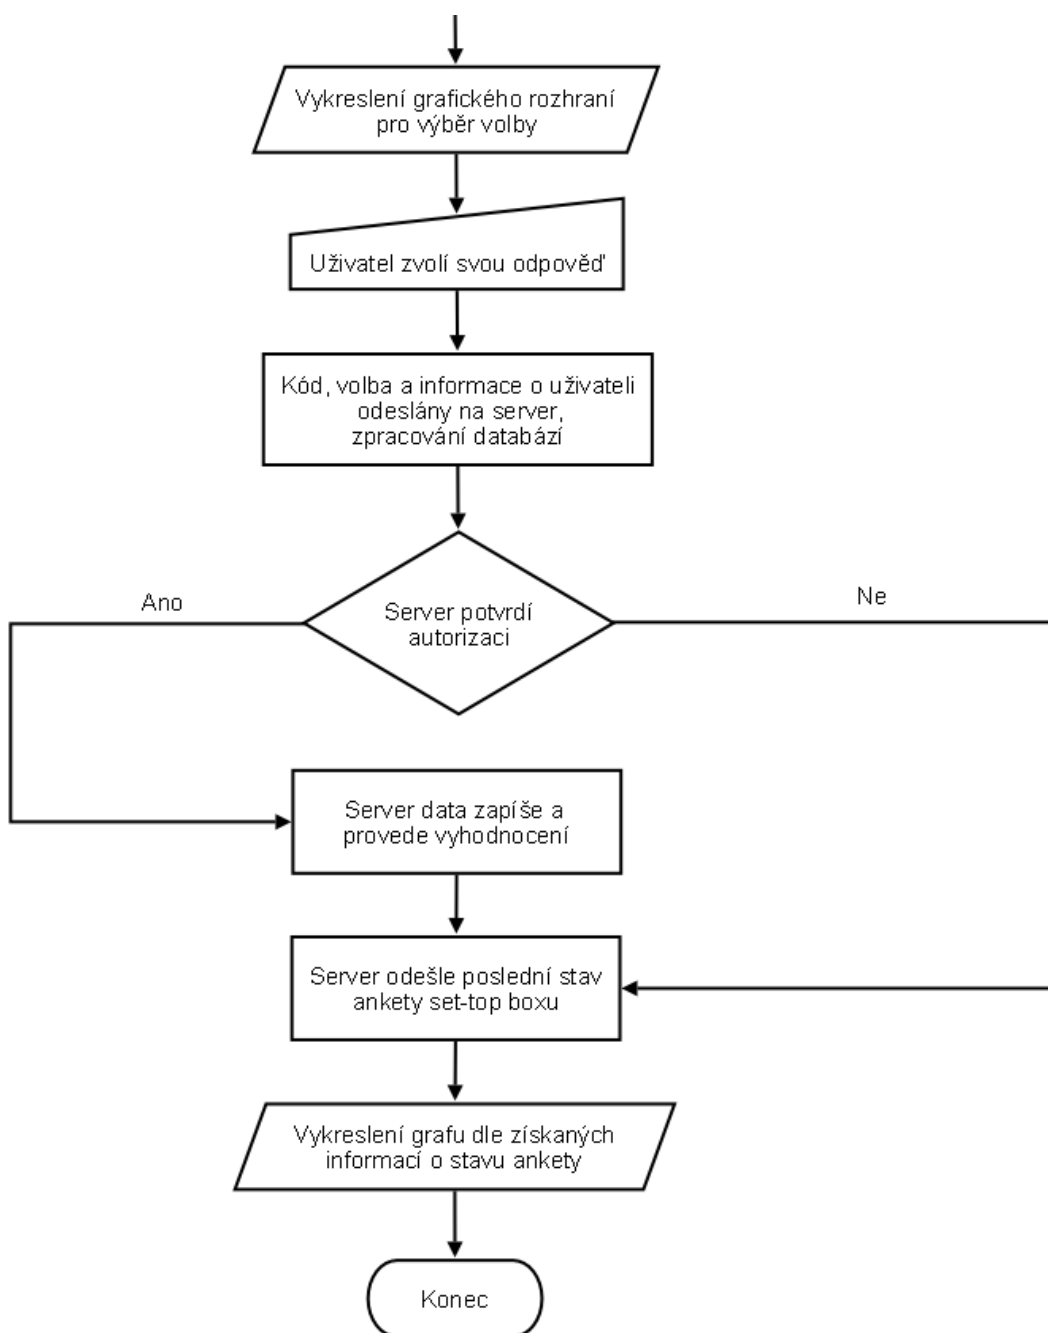 Vykreslení grafického rozhraní
pro výběr volby
Uživatel zvolí svou odpověď
Kód, volba a informace o uživateli
odeslány na server,
zpracování databází
Ano
Ne
Server potvrdí
autorizaci
Server data zapíše a
provede vyhodnocení
Server odešle poslední stav
ankety set-top boxu
Vykreslení grafu dle získaných
informací o stavu ankety
Konec